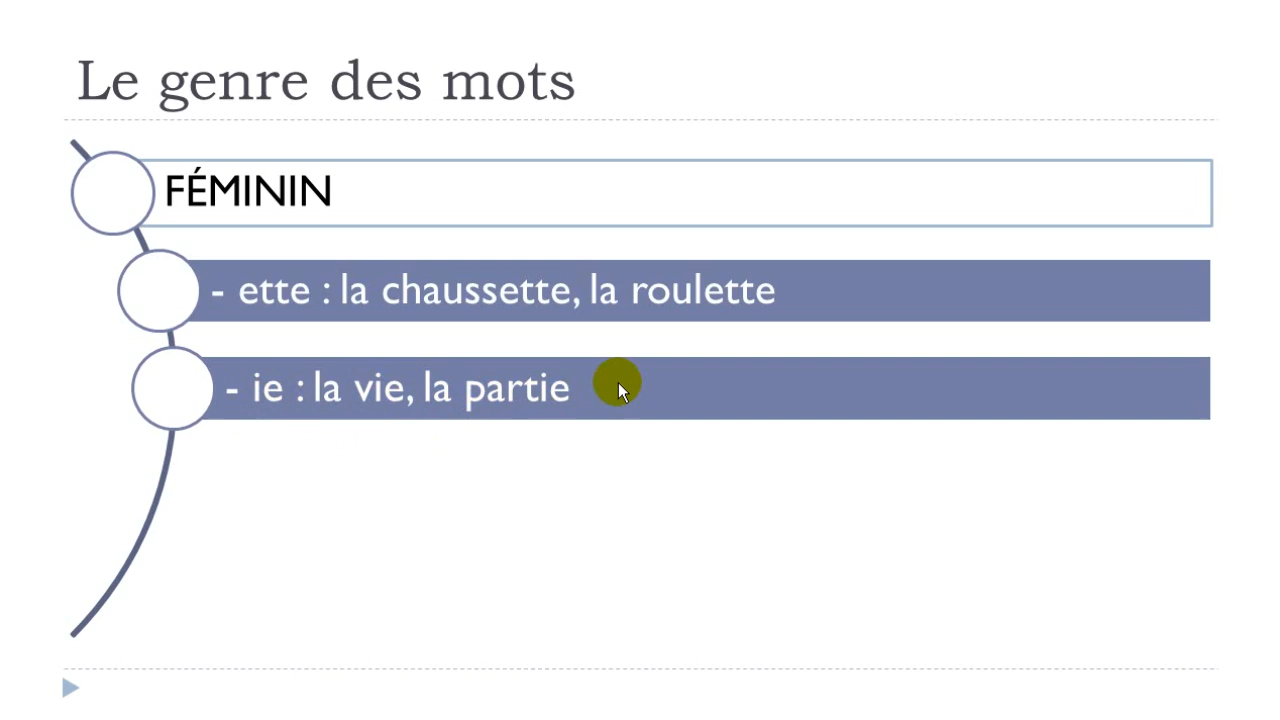 Le genre des mots
FÉMININ
- ette : la chaussette, la roulette
- ie : la vie, la partie